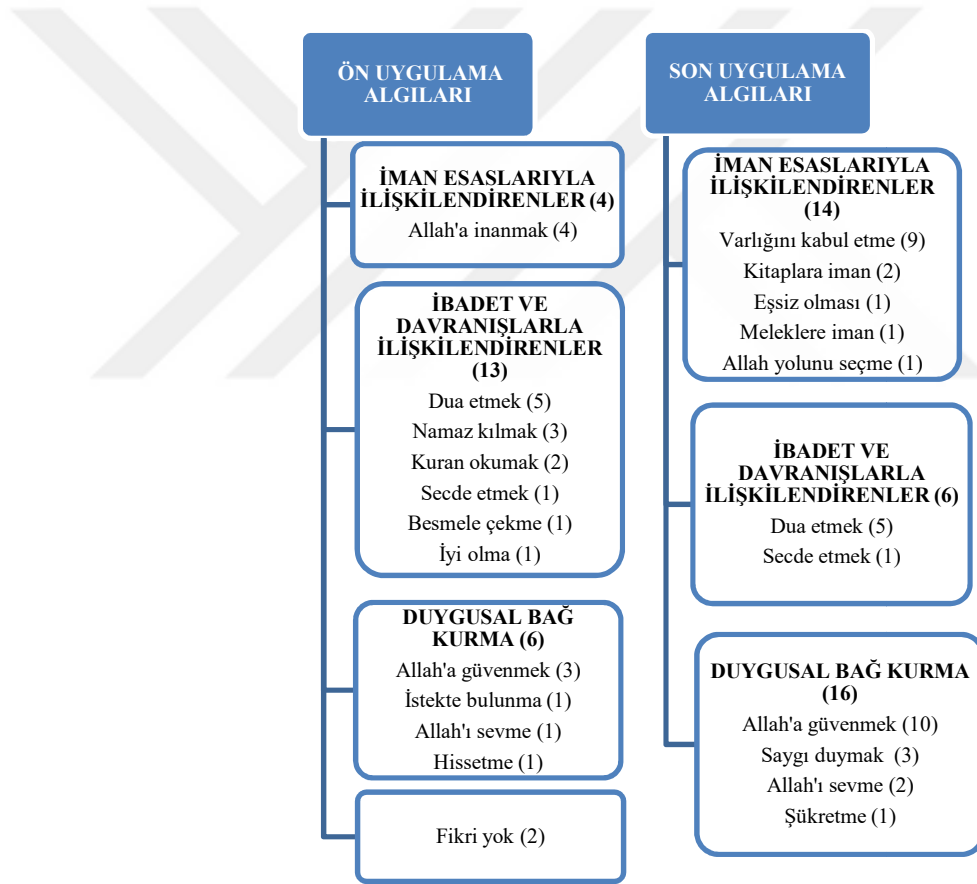 ÖN UYGULAMA
ALGILARI
İMAN ESASLARIYLA
İLİŞKİLENDİRENLER (4)
Allah'a inanmak (4)
İBADET VE
DAVRANIŞLARLA
İLİŞKİLENDİRENLER
(13)
Dua etmek (5)
Namaz kılmak (3)
Kuran okumak (2)
Secde etmek (1)
Besmele çekme (1)
İyi olma (1)
DUYGUSAL BAĞ
KURMA (6)
Allah'a güvenmek (3)
İstekte bulunma (1)
Allah'ı sevme (1)
Hissetme (1)
Fikri yok (2)
SON UYGULAMA
ALGILARI
İMAN ESASLARIYLA
İLİŞKİLENDİRENLER
(14)
Varlığını kabul etme (9)
Kitaplara iman (2)
Eşsiz olması (1)
Meleklere iman (1)
Allah yolunu seçme (1)
İBADET VE
DAVRANIŞLARLA
İLİŞKİLENDİRENLER (6)
Dua etmek (5)
Secde etmek (1)
DUYGUSAL BAĞ KURMA
(16)
Allah'a güvenmek (10)
Saygı duymak (3)
Allah'ı sevme (2)
Şükretme (1)